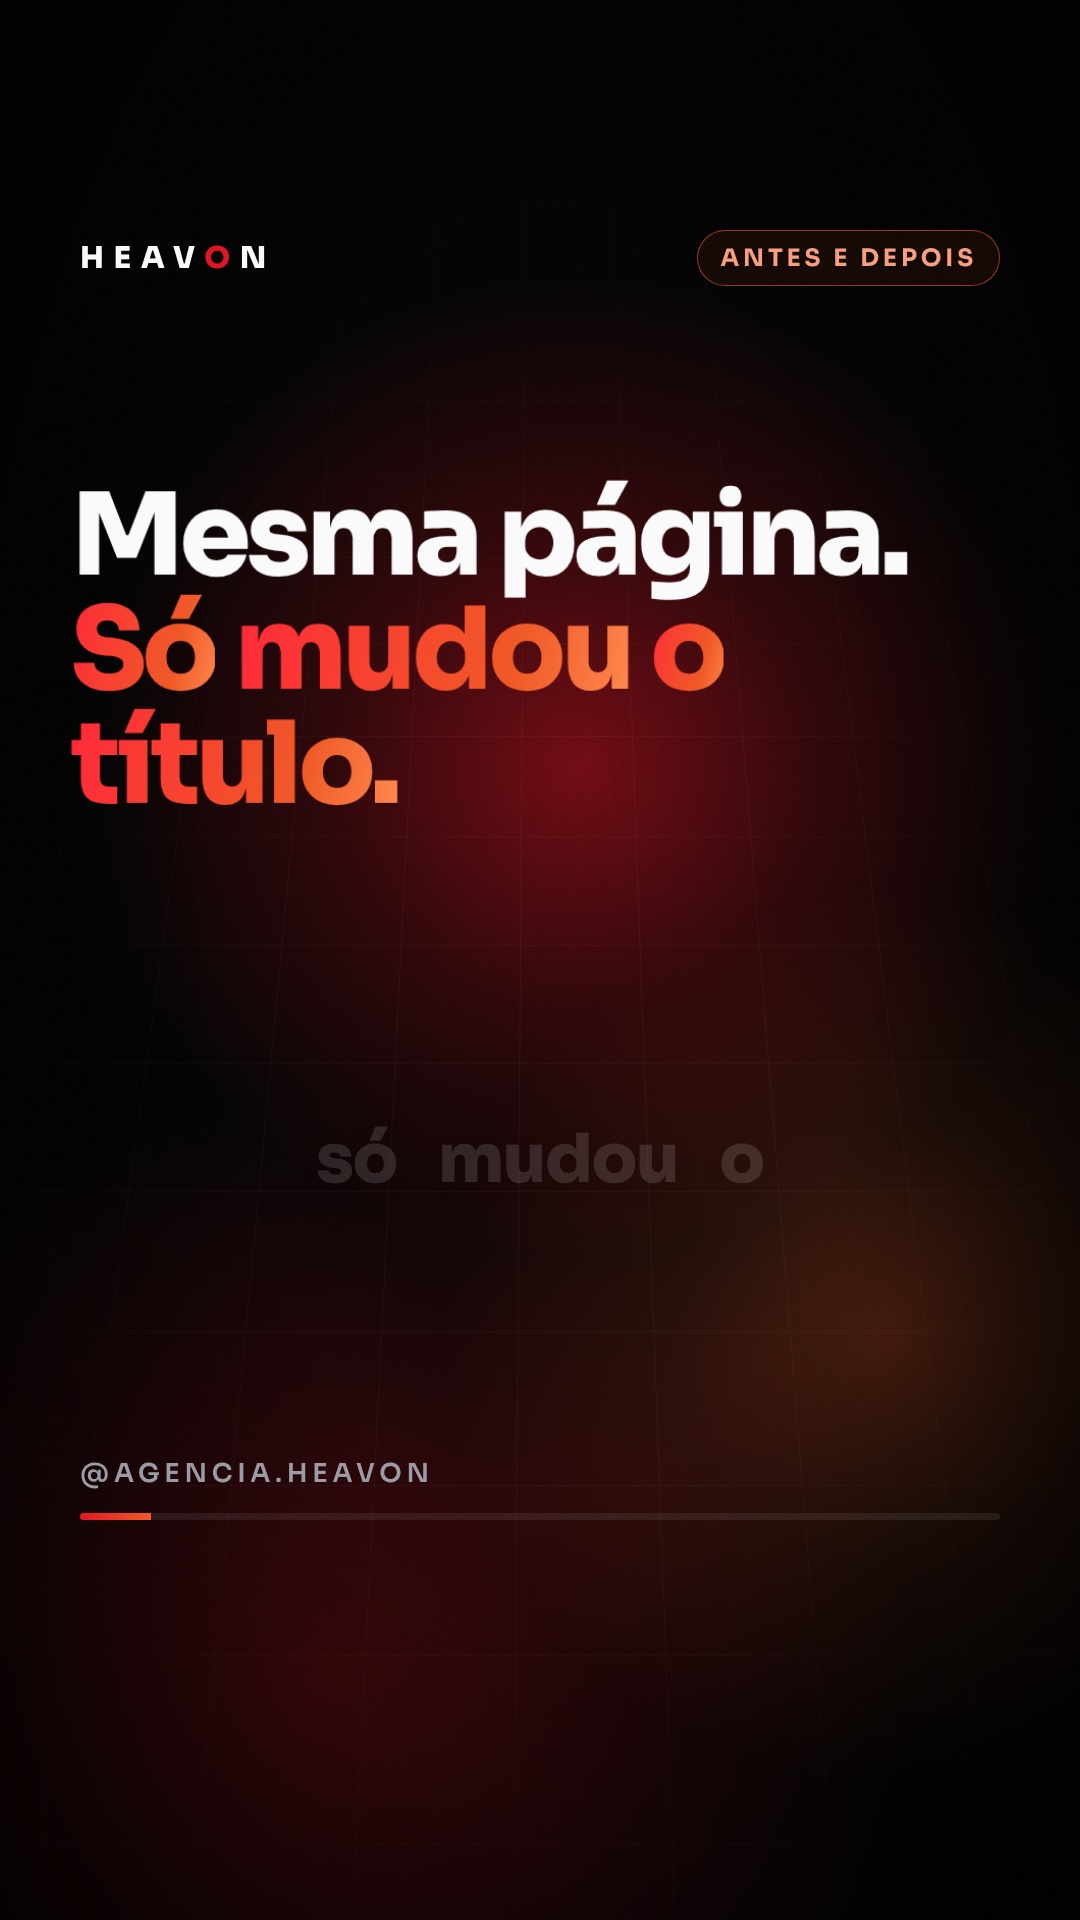 HEAVON
ANTES E DEPOIS
Mesma página.
Só mudou o
título.
só mudou o
@AGENCIA.HEAVON